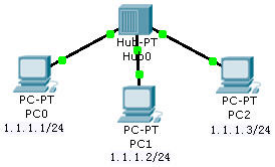 Hub-PT
Hub0
PC-PT
PC0
1.1.1.1/24
PC-PT
PC1
1.1.1.2/24
PC-PT
PC2
1.1.1.3/24